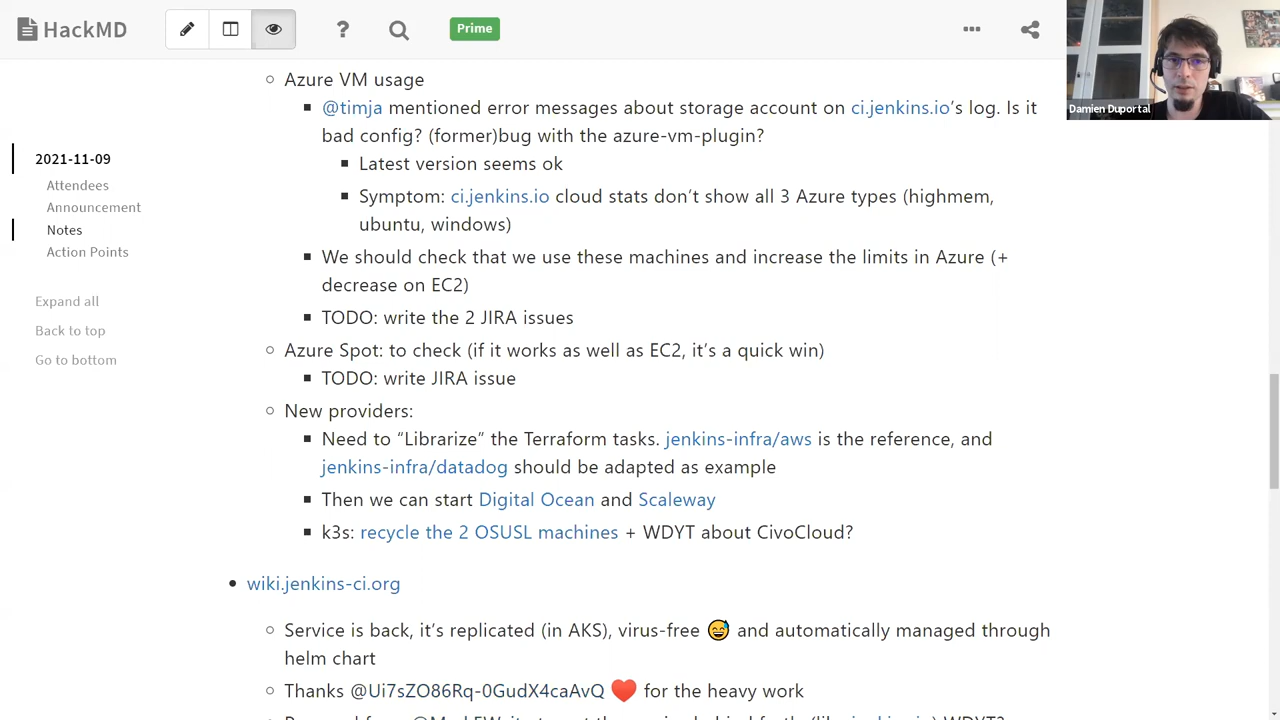 HackMD
Prime
Damien Duportal
2021-11-09
Attendees
Announcement
Notes
Action Points
Expall all
Back to top
Go to bottom
Azure VM usage
@timja mentioned error messages about storage account on ci.jenkins.io's log. Is it
bad config? (former)bug with the azure-vm-plugin?
Latest version seems ok
Symptom: ci.jenkins.io cloud stats don't show all 3 Azure types (highmem,
ubuntu, windows)
We should check that we use these machines and increase the limits in Azure (+
decrease on EC2)
TODO: write the 2 JIRA issues
Azure Spot: to check (if it works as well as EC2, it's a quick win)
TODO: write JIRA issue
New providers:
Need to “Librarize” the Terraform tasks. jenkins-infra/aws is the reference, and
jenkins-infra/datadog should be adapted as example
Then we can start Digital Ocean and Scaleway
k3s: recycle the 2 OSUSL machines + WDYT about CivoCloud?
wiki.jenkins-ci.org
Service is back, it's replicated (in AKS), virus-free 😅 and automatically managed through
helm chart
Thanks @Ui7sZO86Rq-0GudX4caAvQ ❤️ for the heavy work